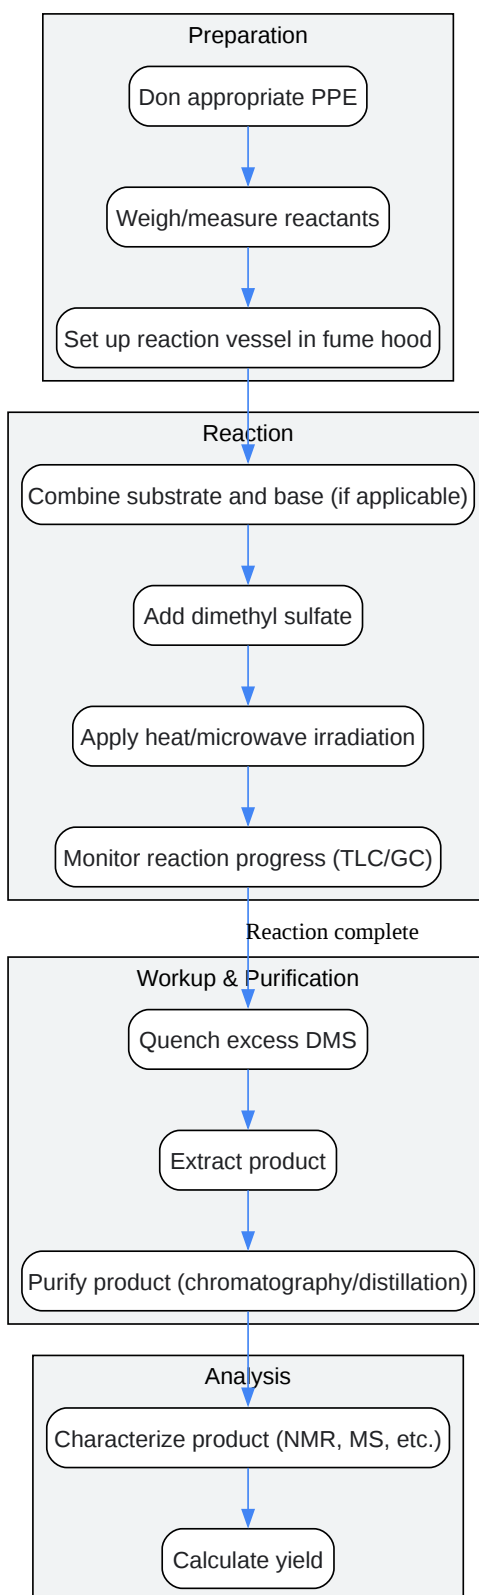 Preparation
Don appropriate PPE
Weigh/measure reactants
Set up reaction vessel in fume hood
Reaction
Combine substrate and base (if applicable)
Add dimethyl sulfate
Apply heat/microwave irradiation
Monitor reaction progress (TLC/GC)
Reaction complete
Workup & Purification
Quench excess DMS
Extract product
Purify product (chromatography/distillation)
Analysis
Characterize product (NMR, MS, etc.)
Calculate yield